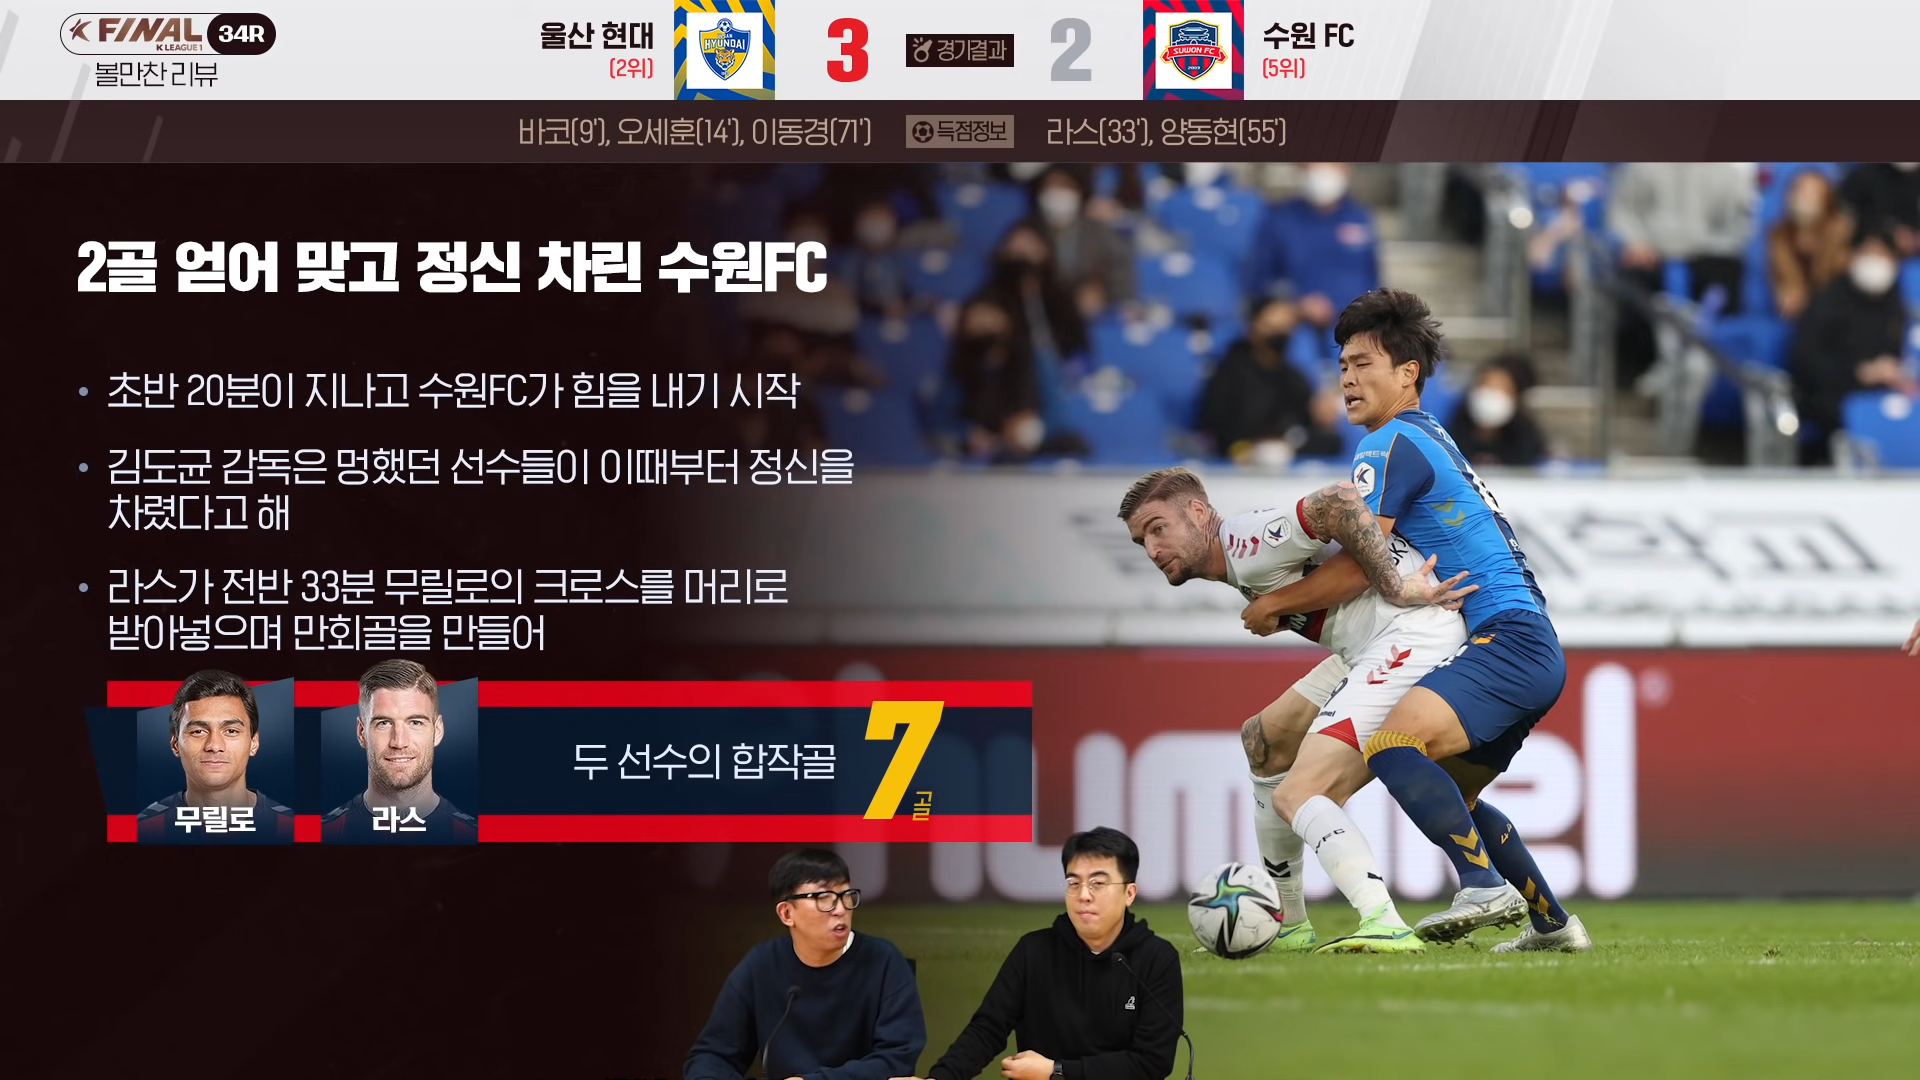 FINAL 34R
K LEAGUE 1
볼만찬 리뷰
울산 현대
(2위)
HYUNDAI
3
경기결과
2
SUWON FC
2003
수원 FC
(5위)
바코(9'), 오세훈(14'), 이동경(71')
득점정보
라스(33'), 양동현(55')
2골 얻어 맞고 정신 차린 수원FC
• 초반 20분이 지나고 수원FC가 힘을 내기 시작
• 김도균 감독은 멍했던 선수들이 이때부터 정신을
차렸다고 해
• 라스가 전반 33분 무릴로의 크로스를 머리로
받아넣으며 만회골을 만들어
무릴로
라스
두 선수의 합작골
7골
hummel